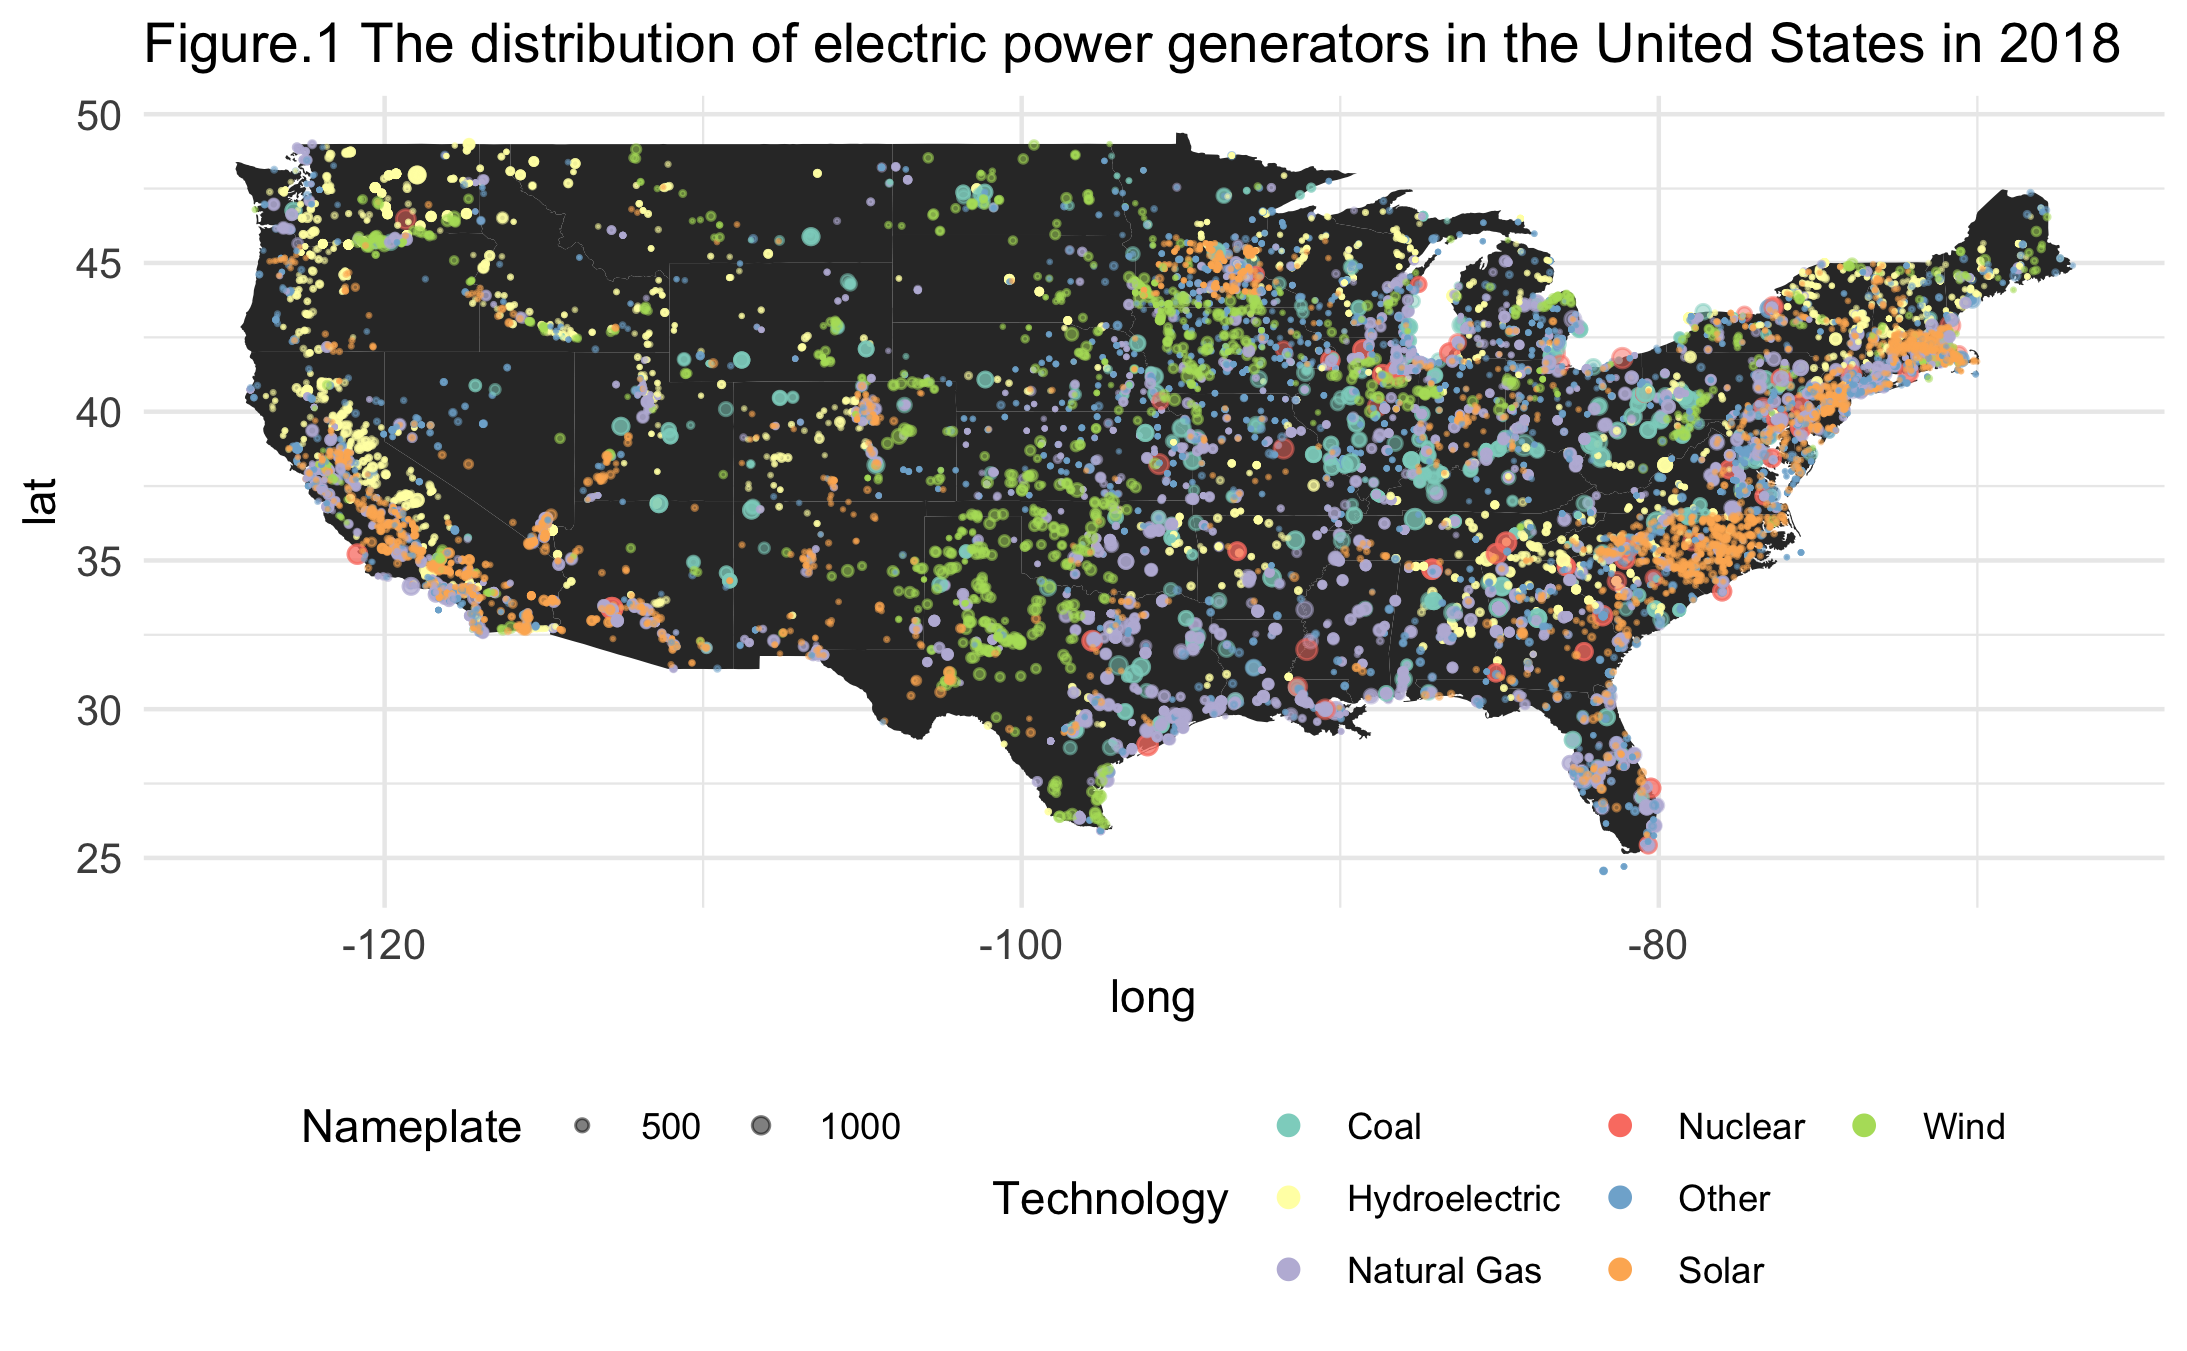 Figure.1 The distribution of electric power generators in the United States in 2018
50
45
40
35
30
25
lat
-120 -100 -80
long
Nameplate 500 1000
Technology
Coal Nuclear Wind
Hydroelectric Other
Natural Gas Solar